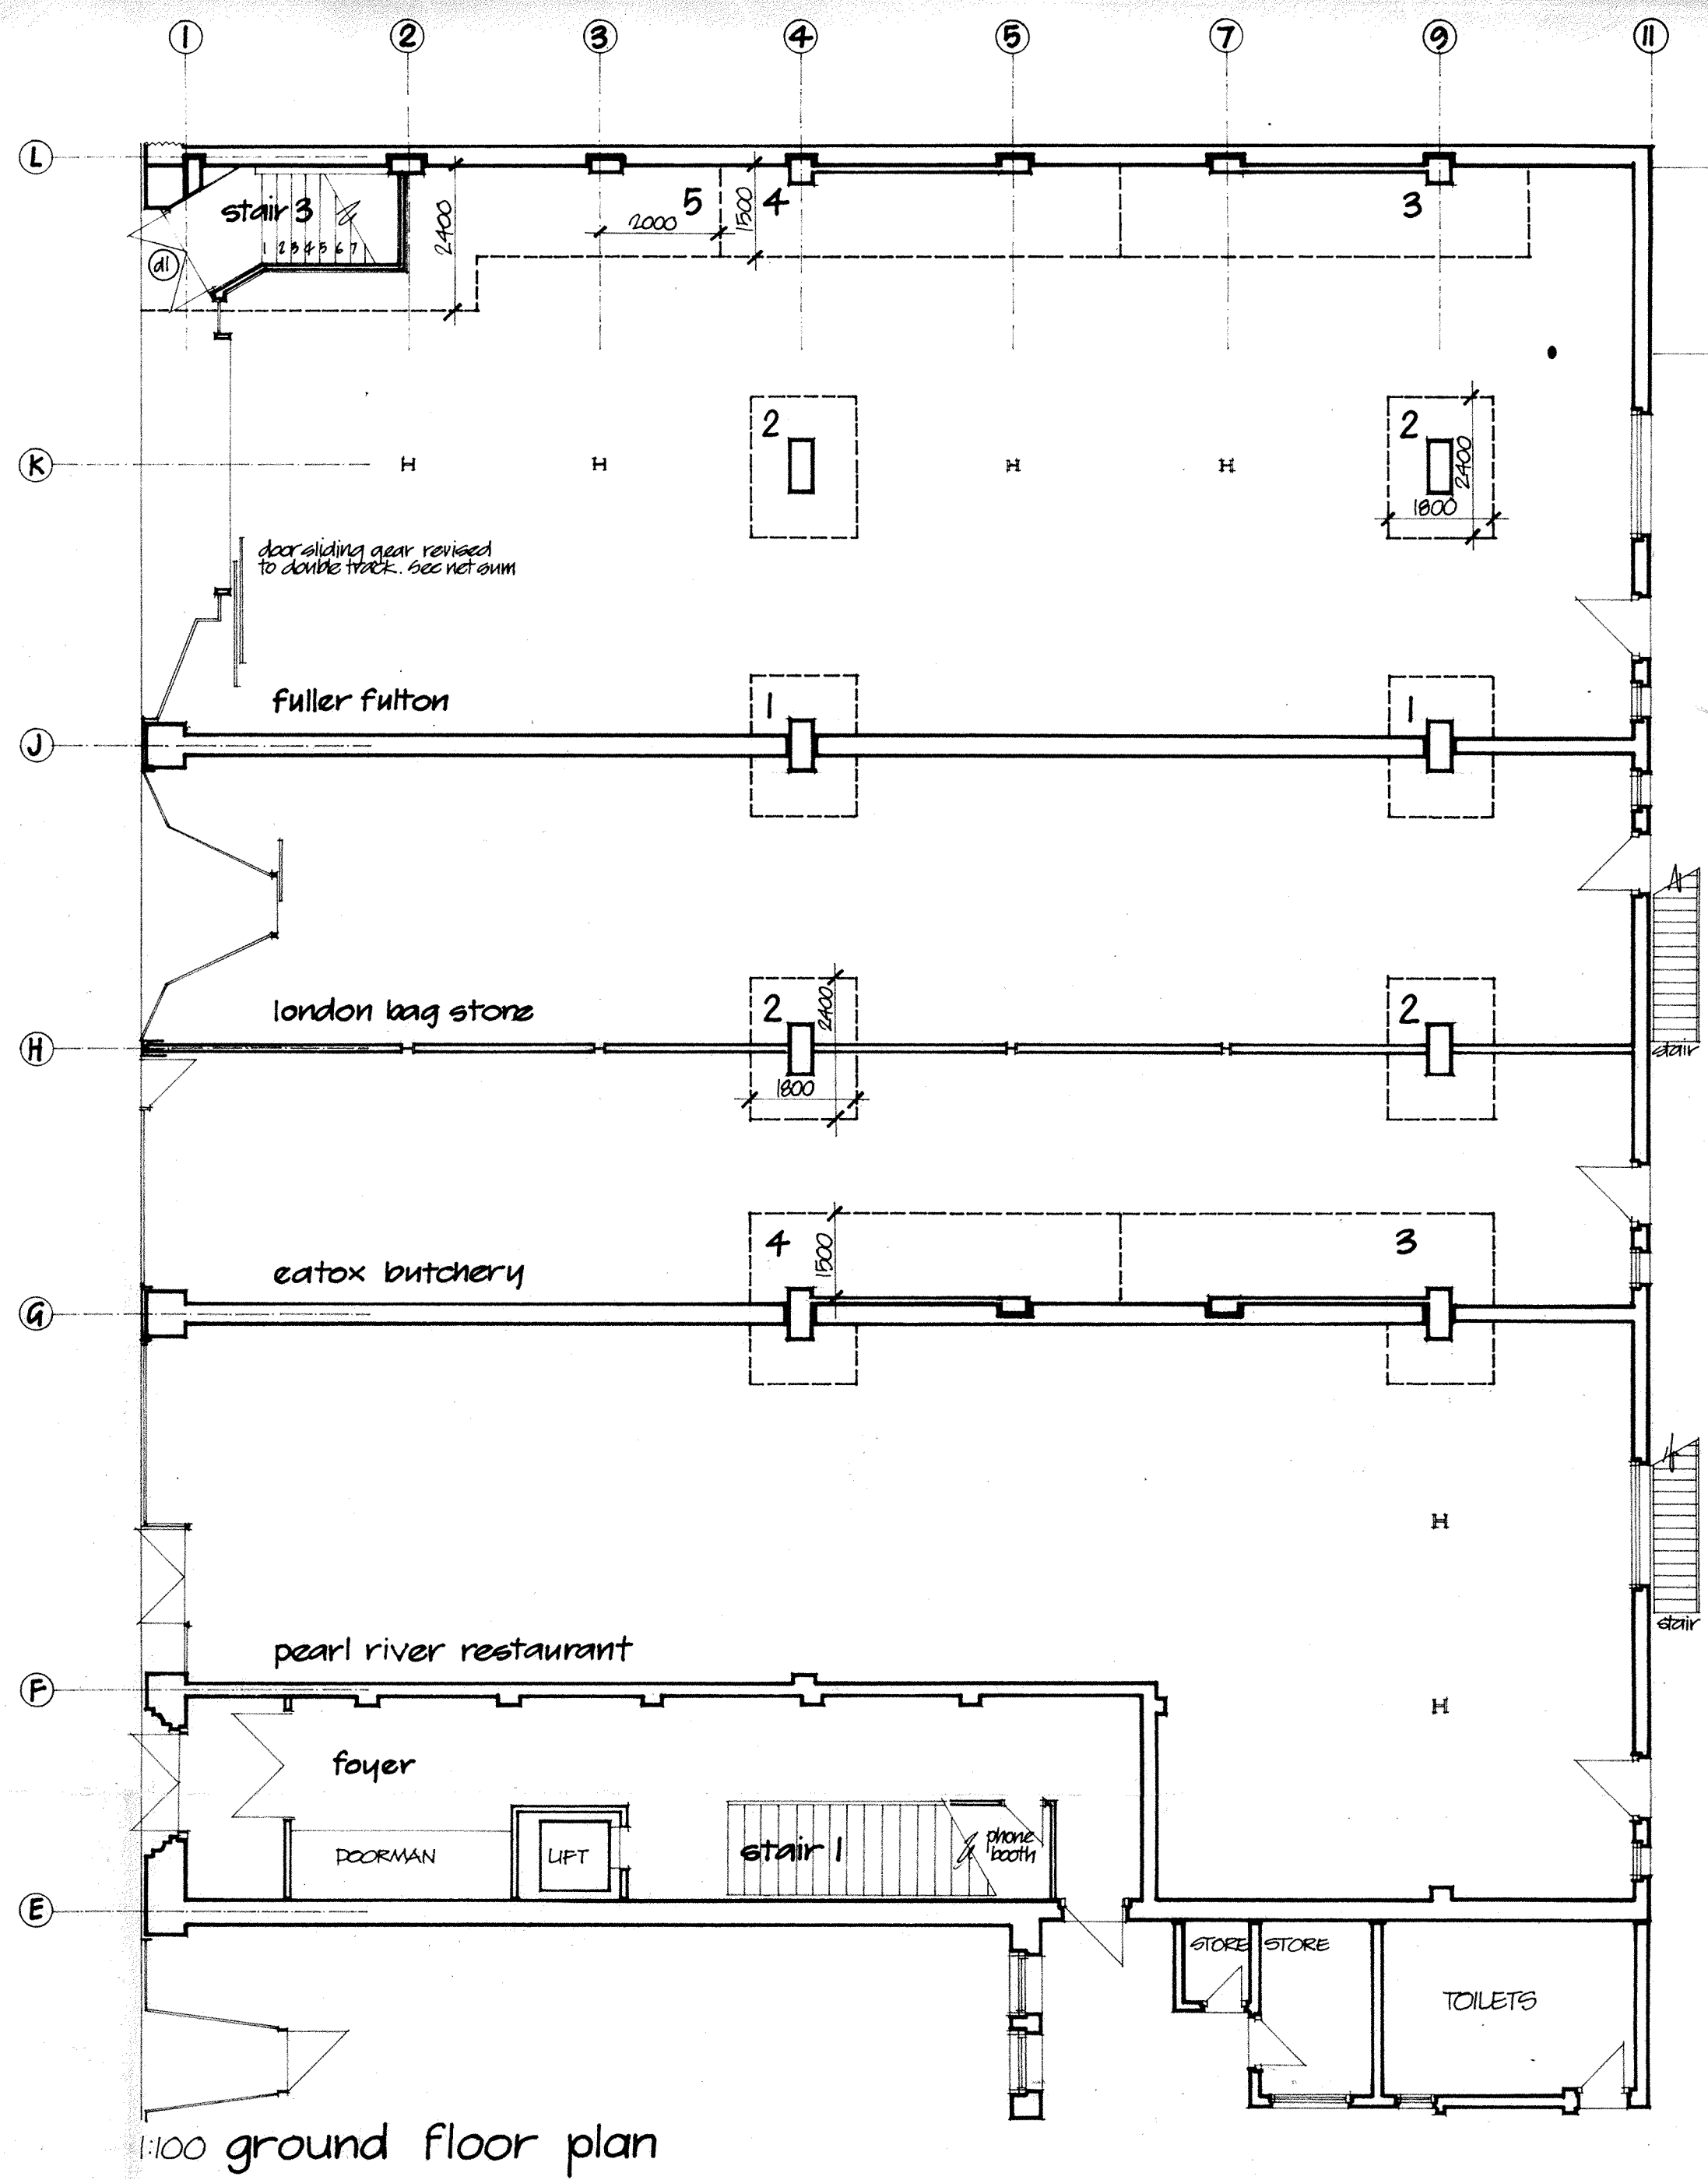 1 2 3 4 5 7 9 11
L
stair 3
1 2 3 4 5 6 7
d1
2400
5
2000
1500
4
3
K
H H H H
2
2
2400
1800
door sliding gear revised
to double track. See net sum
fuller fulton
1
1
J
london bag store
2
2400
1800
2
H
stair
4
1500
3
eatox butchery
G
H
stair
pearl river restaurant
F
H
foyer
DOORMAN
LIFT
stair 1
phone
booth
E
STORE
STORE
TOILETS
1:100 ground floor plan